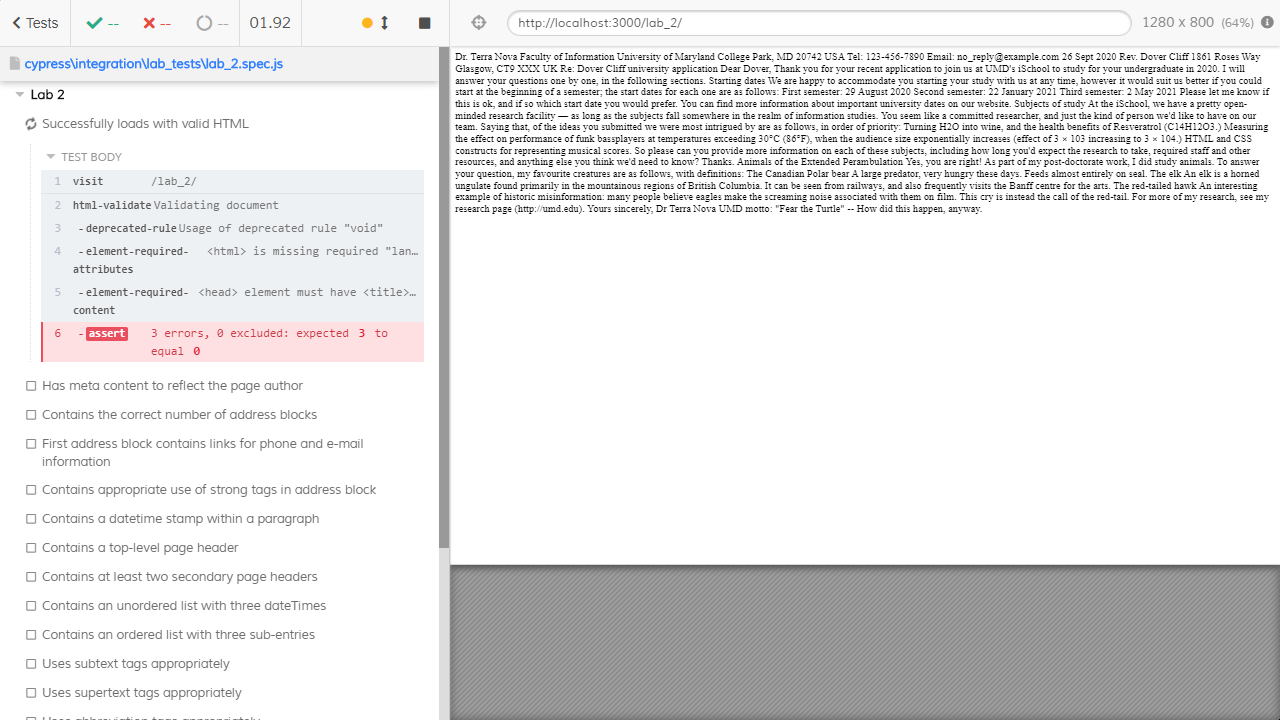 Tests
--
--
--
01.92
http://localhost:3000/lab_2/
1280 x 800 (64%)
cypress\integration\lab_tests\lab_2.spec.js
Lab 2
Successfully loads with valid HTML
TEST BODY
1 visit /lab_2/
2 html-validate Validating document
3 -deprecated-rule Usage of deprecated rule "void"
4 -element-required-attributes <html> is missing required "lan…
5 -element-required-content <head> element must have <title>…
6 -assert 3 errors, 0 excluded: expected 3 to
equal 0
Has meta content to reflect the page author
Contains the correct number of address blocks
First address block contains links for phone and e-mail
information
Contains appropriate use of strong tags in address block
Contains a datetime stamp within a paragraph
Contains a top-level page header
Contains at least two secondary page headers
Contains an unordered list with three dateTimes
Contains an ordered list with three sub-entries
Uses subtext tags appropriately
Uses supertext tags appropriately
Uses abbreviation tags appropriately
Dr. Terra Nova Faculty of Information University of Maryland College Park, MD 20742 USA Tel: 123-456-7890 Email: no_reply@example.com 26 Sept 2020 Rev. Dover Cliff 1861 Roses Way
Glasgow, CT9 XXX UK Re: Dover Cliff university application Dear Dover, Thank you for your recent application to join us at UMD's iSchool to study for your undergraduate in 2020. I will
answer your questions one by one, in the following sections. Starting dates We are happy to accommodate you starting your study with us at any time, however it would suit us better if you could
start at the beginning of a semester; the start dates for each one are as follows: First semester: 29 August 2020 Second semester: 22 January 2021 Third semester: 2 May 2021 Please let me know if
this is ok, and if so which start date you would prefer. You can find more information about important university dates on our website. Subjects of study At the iSchool, we have a pretty open-
minded research facility — as long as the subjects fall somewhere in the realm of information studies. You seem like a committed researcher, and just the kind of person we'd like to have on our
team. Saying that, of the ideas you submitted we were most intrigued by are as follows, in order of priority: Turning H2O into wine, and the health benefits of Resveratrol (C14H12O3.) Measuring
the effect on performance of funk bassplayers at temperatures exceeding 30°C (86°F), when the audience size exponentially increases (effect of 3 × 103 increasing to 3 × 104.) HTML and CSS
constructs for representing musical scores. So please can you provide more information on each of these subjects, including how long you'd expect the research to take, required staff and other
resources, and anything else you think we'd need to know? Thanks. Animals of the Extended Perambulation Yes, you are right! As part of my post-doctorate work, I did study animals. To answer
your question, my favourite creatures are as follows, with definitions: The Canadian Polar bear A large predator, very hungry these days. Feeds almost entirely on seal. The elk An elk is a horned
ungulate found primarily in the mountainous regions of British Columbia. It can be seen from railways, and also frequently visits the Banff centre for the arts. The red-tailed hawk An interesting
example of historic misinformation: many people believe eagles make the screaming noise associated with them on film. This cry is instead the call of the red-tail. For more of my research, see my
research page (http://umd.edu). Yours sincerely, Dr Terra Nova UMD motto: "Fear the Turtle" -- How did this happen, anyway.